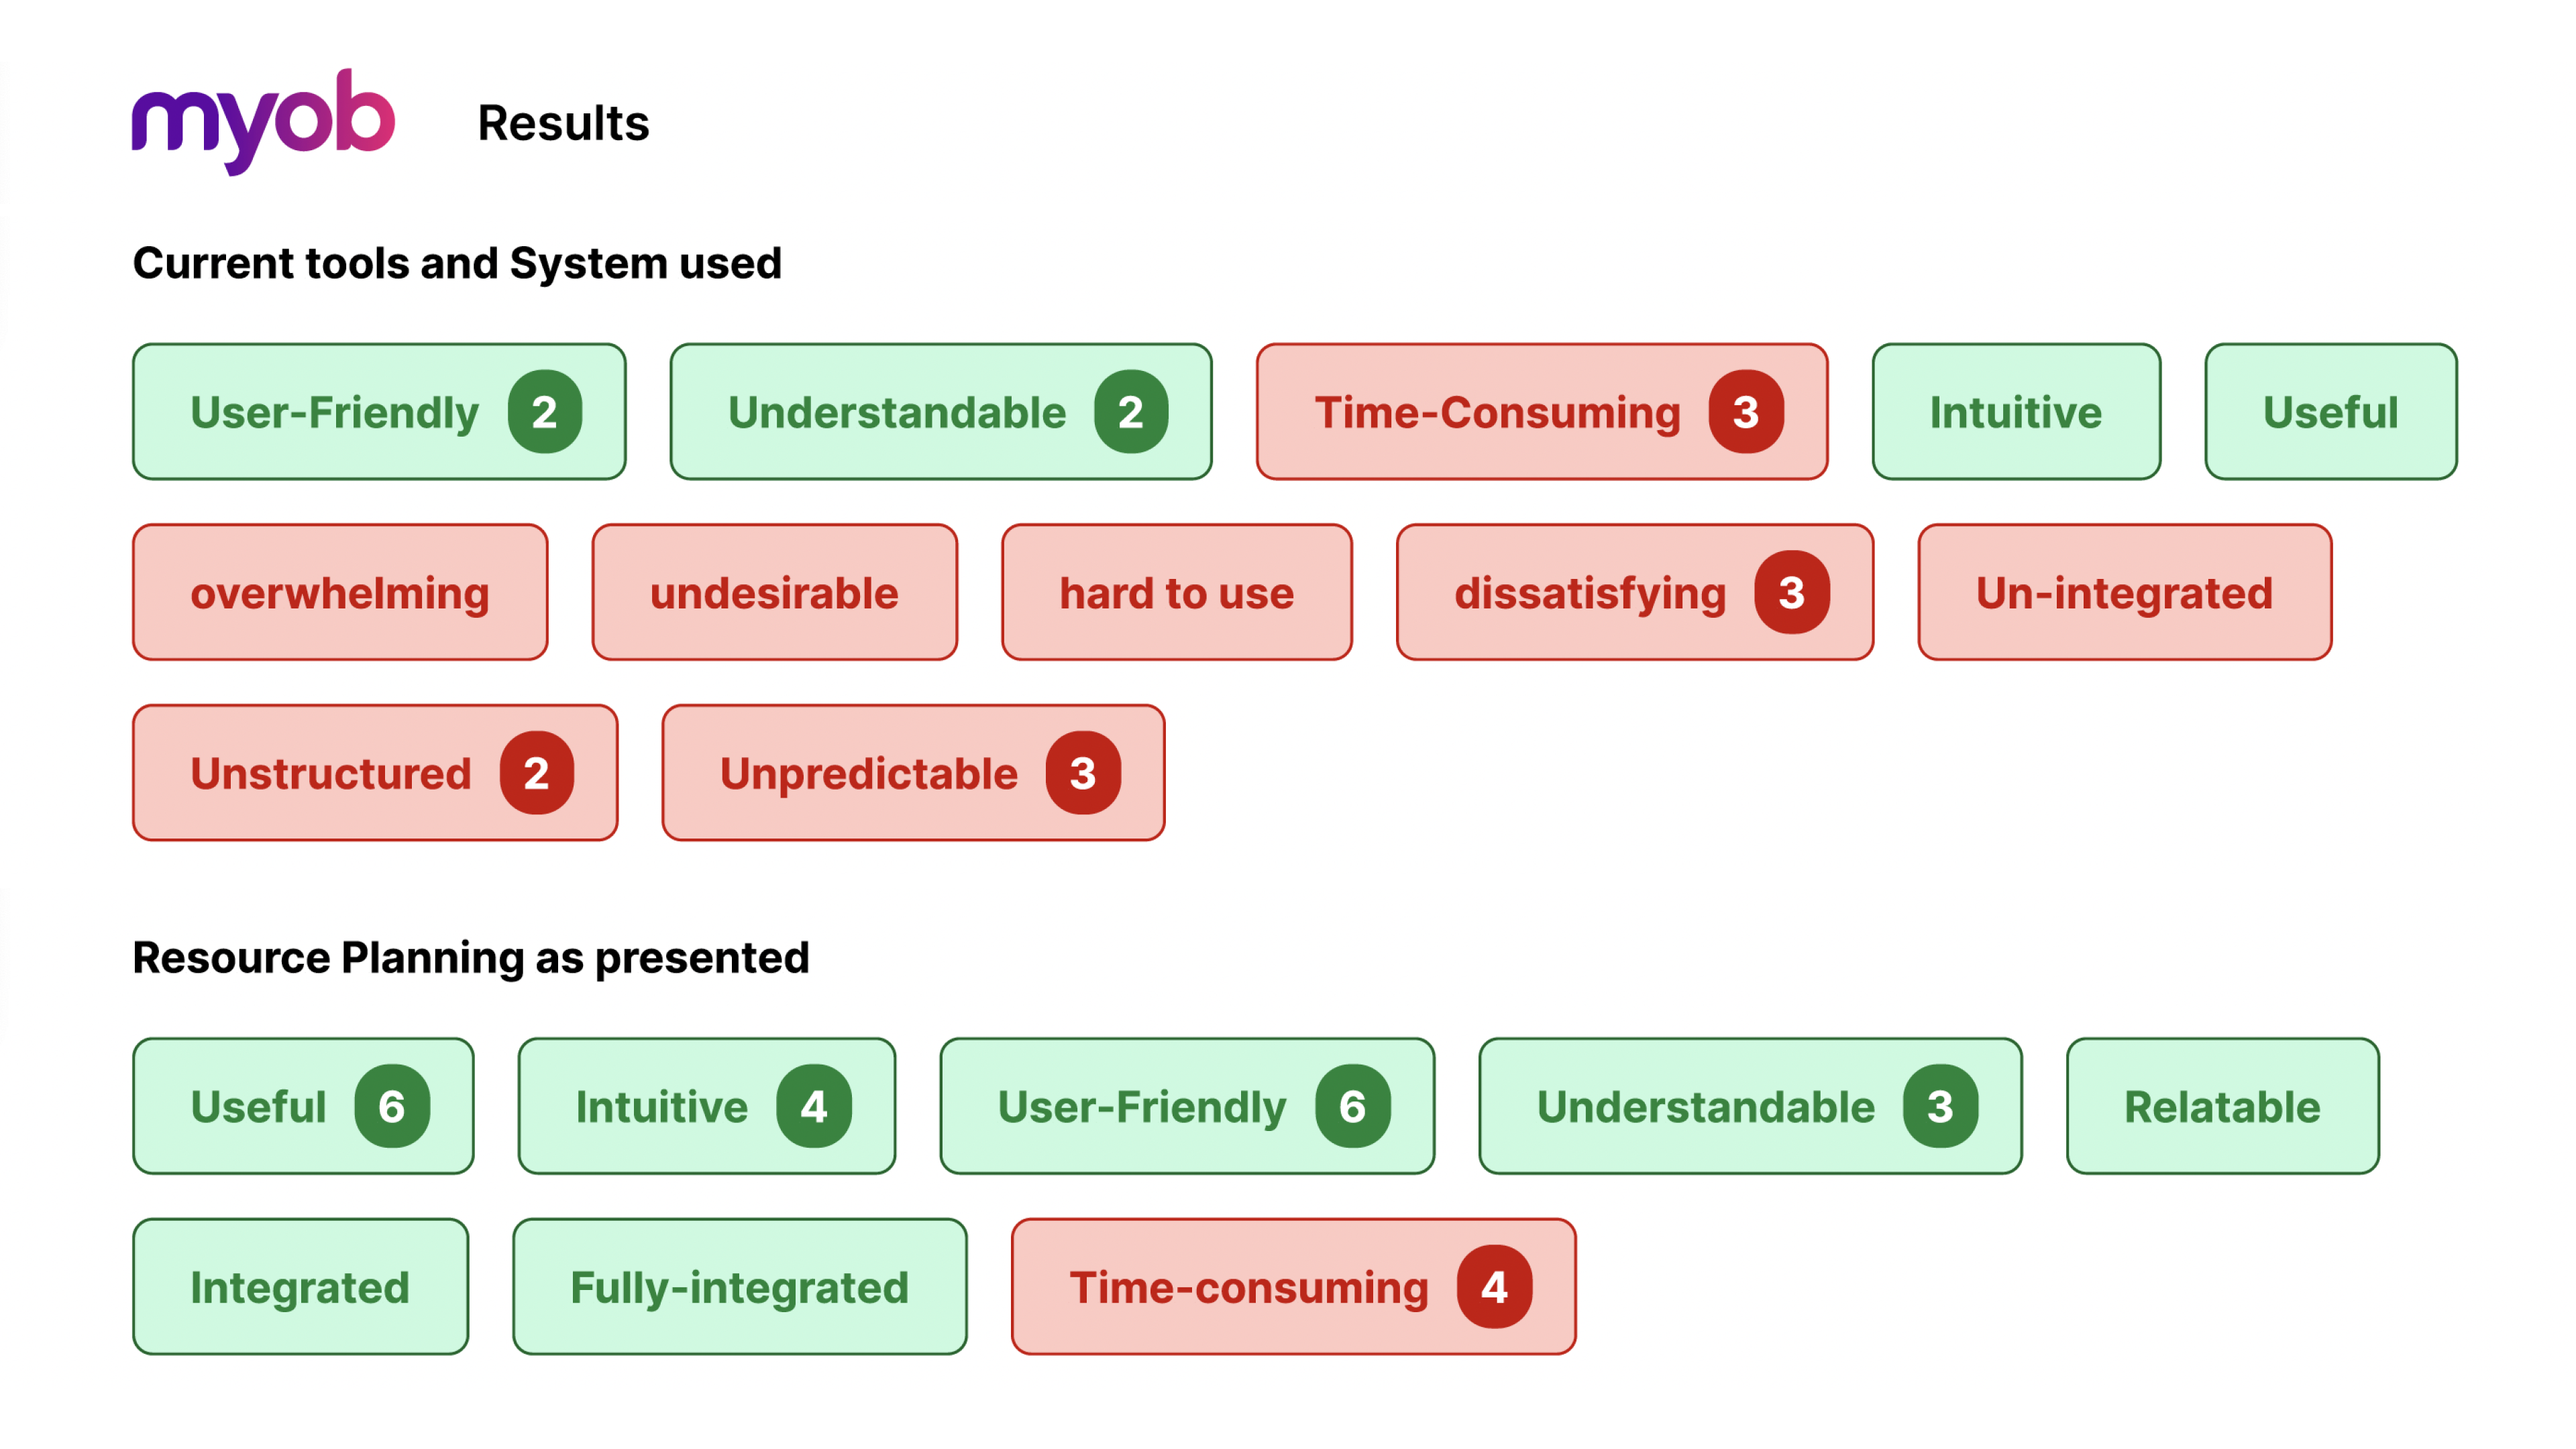 myob Results
Current tools and System used
User-Friendly 2 Understandable 2 Time-Consuming 3 Intuitive Useful
overwhelming undesirable hard to use dissatisfying 3 Un-integrated
Unstructured 2 Unpredictable 3
Resource Planning as presented
Useful 6 Intuitive 4 User-Friendly 6 Understandable 3 Relatable
Integrated Fully-integrated Time-consuming 4